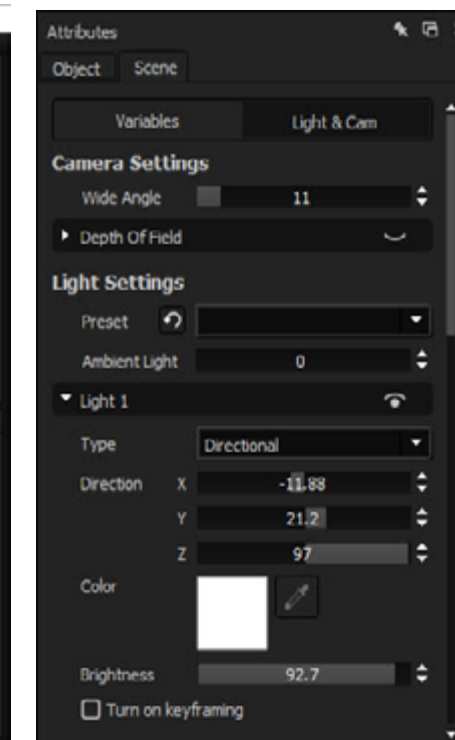 Attributes
Object Scene
Variables Light & Cam
Camera Settings
Wide Angle 11
Depth Of Field
Light Settings
Preset
Ambient Light 0
Light 1
Type Directional
Direction X -11.88
Y 21.2
Z 97
Color
Brightness 92.7
Turn on keyframing